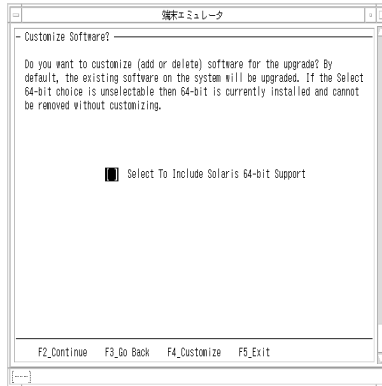 端末エミュレータ
- Customize Software?
Do you want to customize (add or delete) software for the upgrade? By
default, the existing software on the system will be upgraded. If the Select
64-bit choice is unselectable then 64-bit is currently installed and cannot
be removed without customizing.
[ ] Select To Include Solaris 64-bit Support
F2_Continue F3_Go Back F4_Customize F5_Exit
[---]